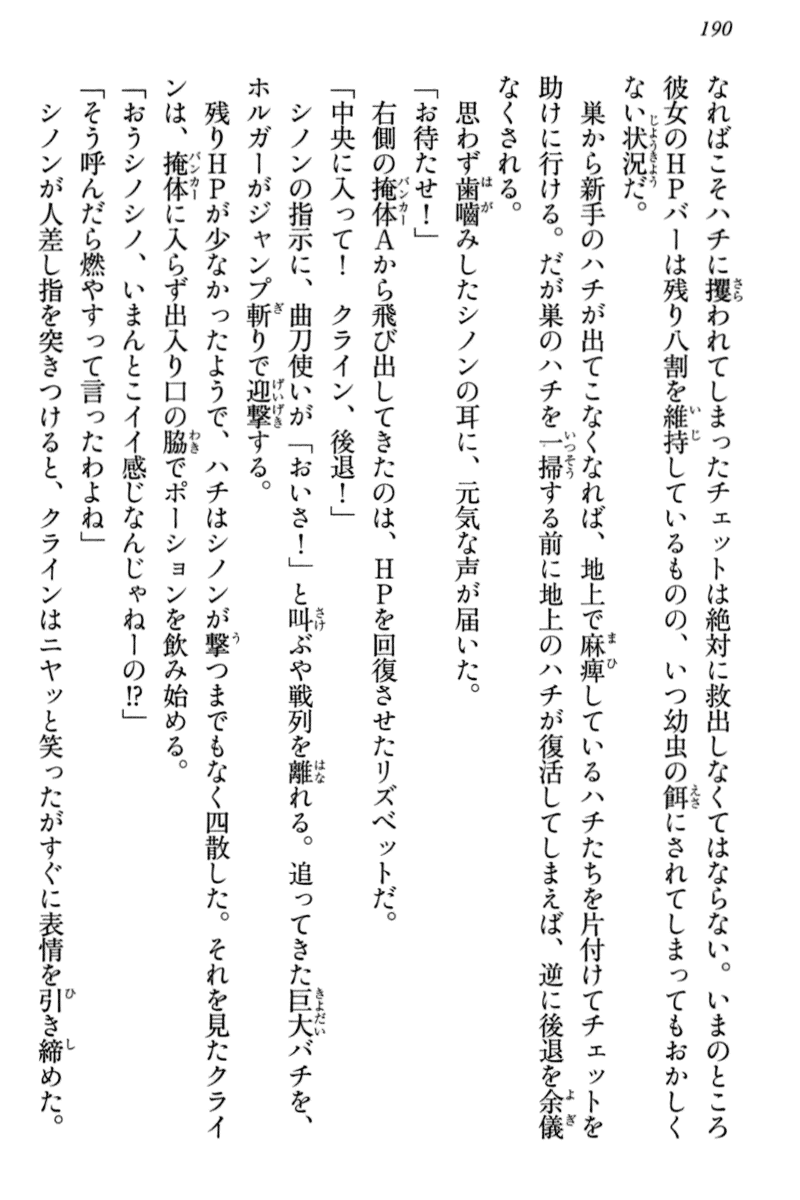 190
なればこそハチに攫われてしまったチェットは絶対に救出しなくてはならない。いまのところ
彼女のHPバーは残り八割を維持しているものの、いつ幼虫の餌にされてしまってもおかしく
ない状況だ。
巣から新手のハチが出てこなくなれば、地上で麻痺しているハチたちを片付けてチェットを
助けに行ける。だが巣のハチを一掃する前に地上のハチが復活してしまえば、逆に後退を余儀
なくされる。
思わず歯嚙みしたシノンの耳に、元気な声が届いた。
「お待たせ!」
右側の掩体Aから飛び出してきたのは、HPを回復させたリズベットだ。
「中央に入って! クライン、後退!」
シノンの指示に、曲刀使いが「おいさ!」と叫ぶや戦列を離れる。追ってきた巨大バチを、
ホルガーがジャンプ斬りで迎撃する。
残りHPが少なかったようで、ハチはシノンが撃つまでもなく四散した。それを見たクライ
ンは、掩体に入らず出入り口の脇でポーションを飲み始める。
「おうシノシノ、いまんとこイイ感じなんじゃねーの!?」
「そう呼んだら燃やすって言ったわよね」
シノンが人差し指を突きつけると、クラインはニヤッと笑ったがすぐに表情を引き締めた。